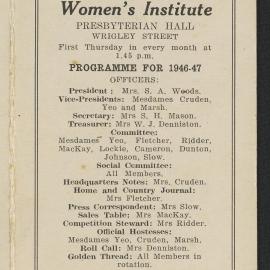 Women's Institute
PRESBYTERIAN HALL
WRIGLEY STREET
First Thursday in every month at
1.45 p.m.
PROGRAMME FOR 1946-47
OFFICERS:
President: Mrs. S. A. Woods.
Vice-Presidents: Mesdames Cruden,
Yeo and Marsh.
Secretary: Mrs S. H. Mason.
Treasurer: Mrs W. J. Denniston.
Committee:
Mesdames Yeo, Fletcher, Ridder,
MacKay, Lockie, Cameron, Dunton,
Johnson, Slow.
Social Committee:
All Members.
Headquarters Notes: Mrs, Cruden.
Home and Country Journal:
Mrs Fletcher.
Press Correspondent: Mrs Slow,
Sales Table: Mrs MacKay.
Competition Steward: Mrs Ridder.
Official Hostesses:
Mesdames Yeo, Cruden, Marsh,
Roll Call: Mrs Denniston.
Golden Thread: All Members in
rotation.